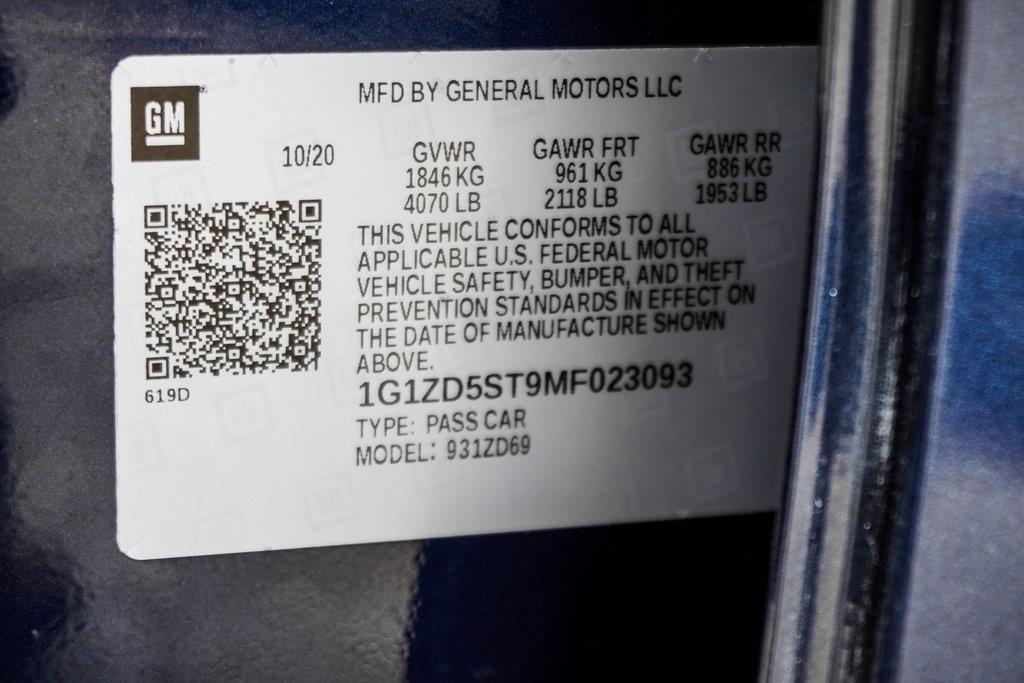 GM
MFD BY GENERAL MOTORS LLC
10/20
GVWR GAWR FRT GAWR RR
1846 KG 961 KG 886 KG
4070 LB 2118 LB 1953 LB
THIS VEHICLE CONFORMS TO ALL
APPLICABLE U.S. FEDERAL MOTOR
VEHICLE SAFETY, BUMPER, AND THEFT
PREVENTION STANDARDS IN EFFECT ON
THE DATE OF MANUFACTURE SHOWN
ABOVE.
619D
1G1ZD5ST9MF023093
TYPE: PASS CAR
MODEL: 931ZD69